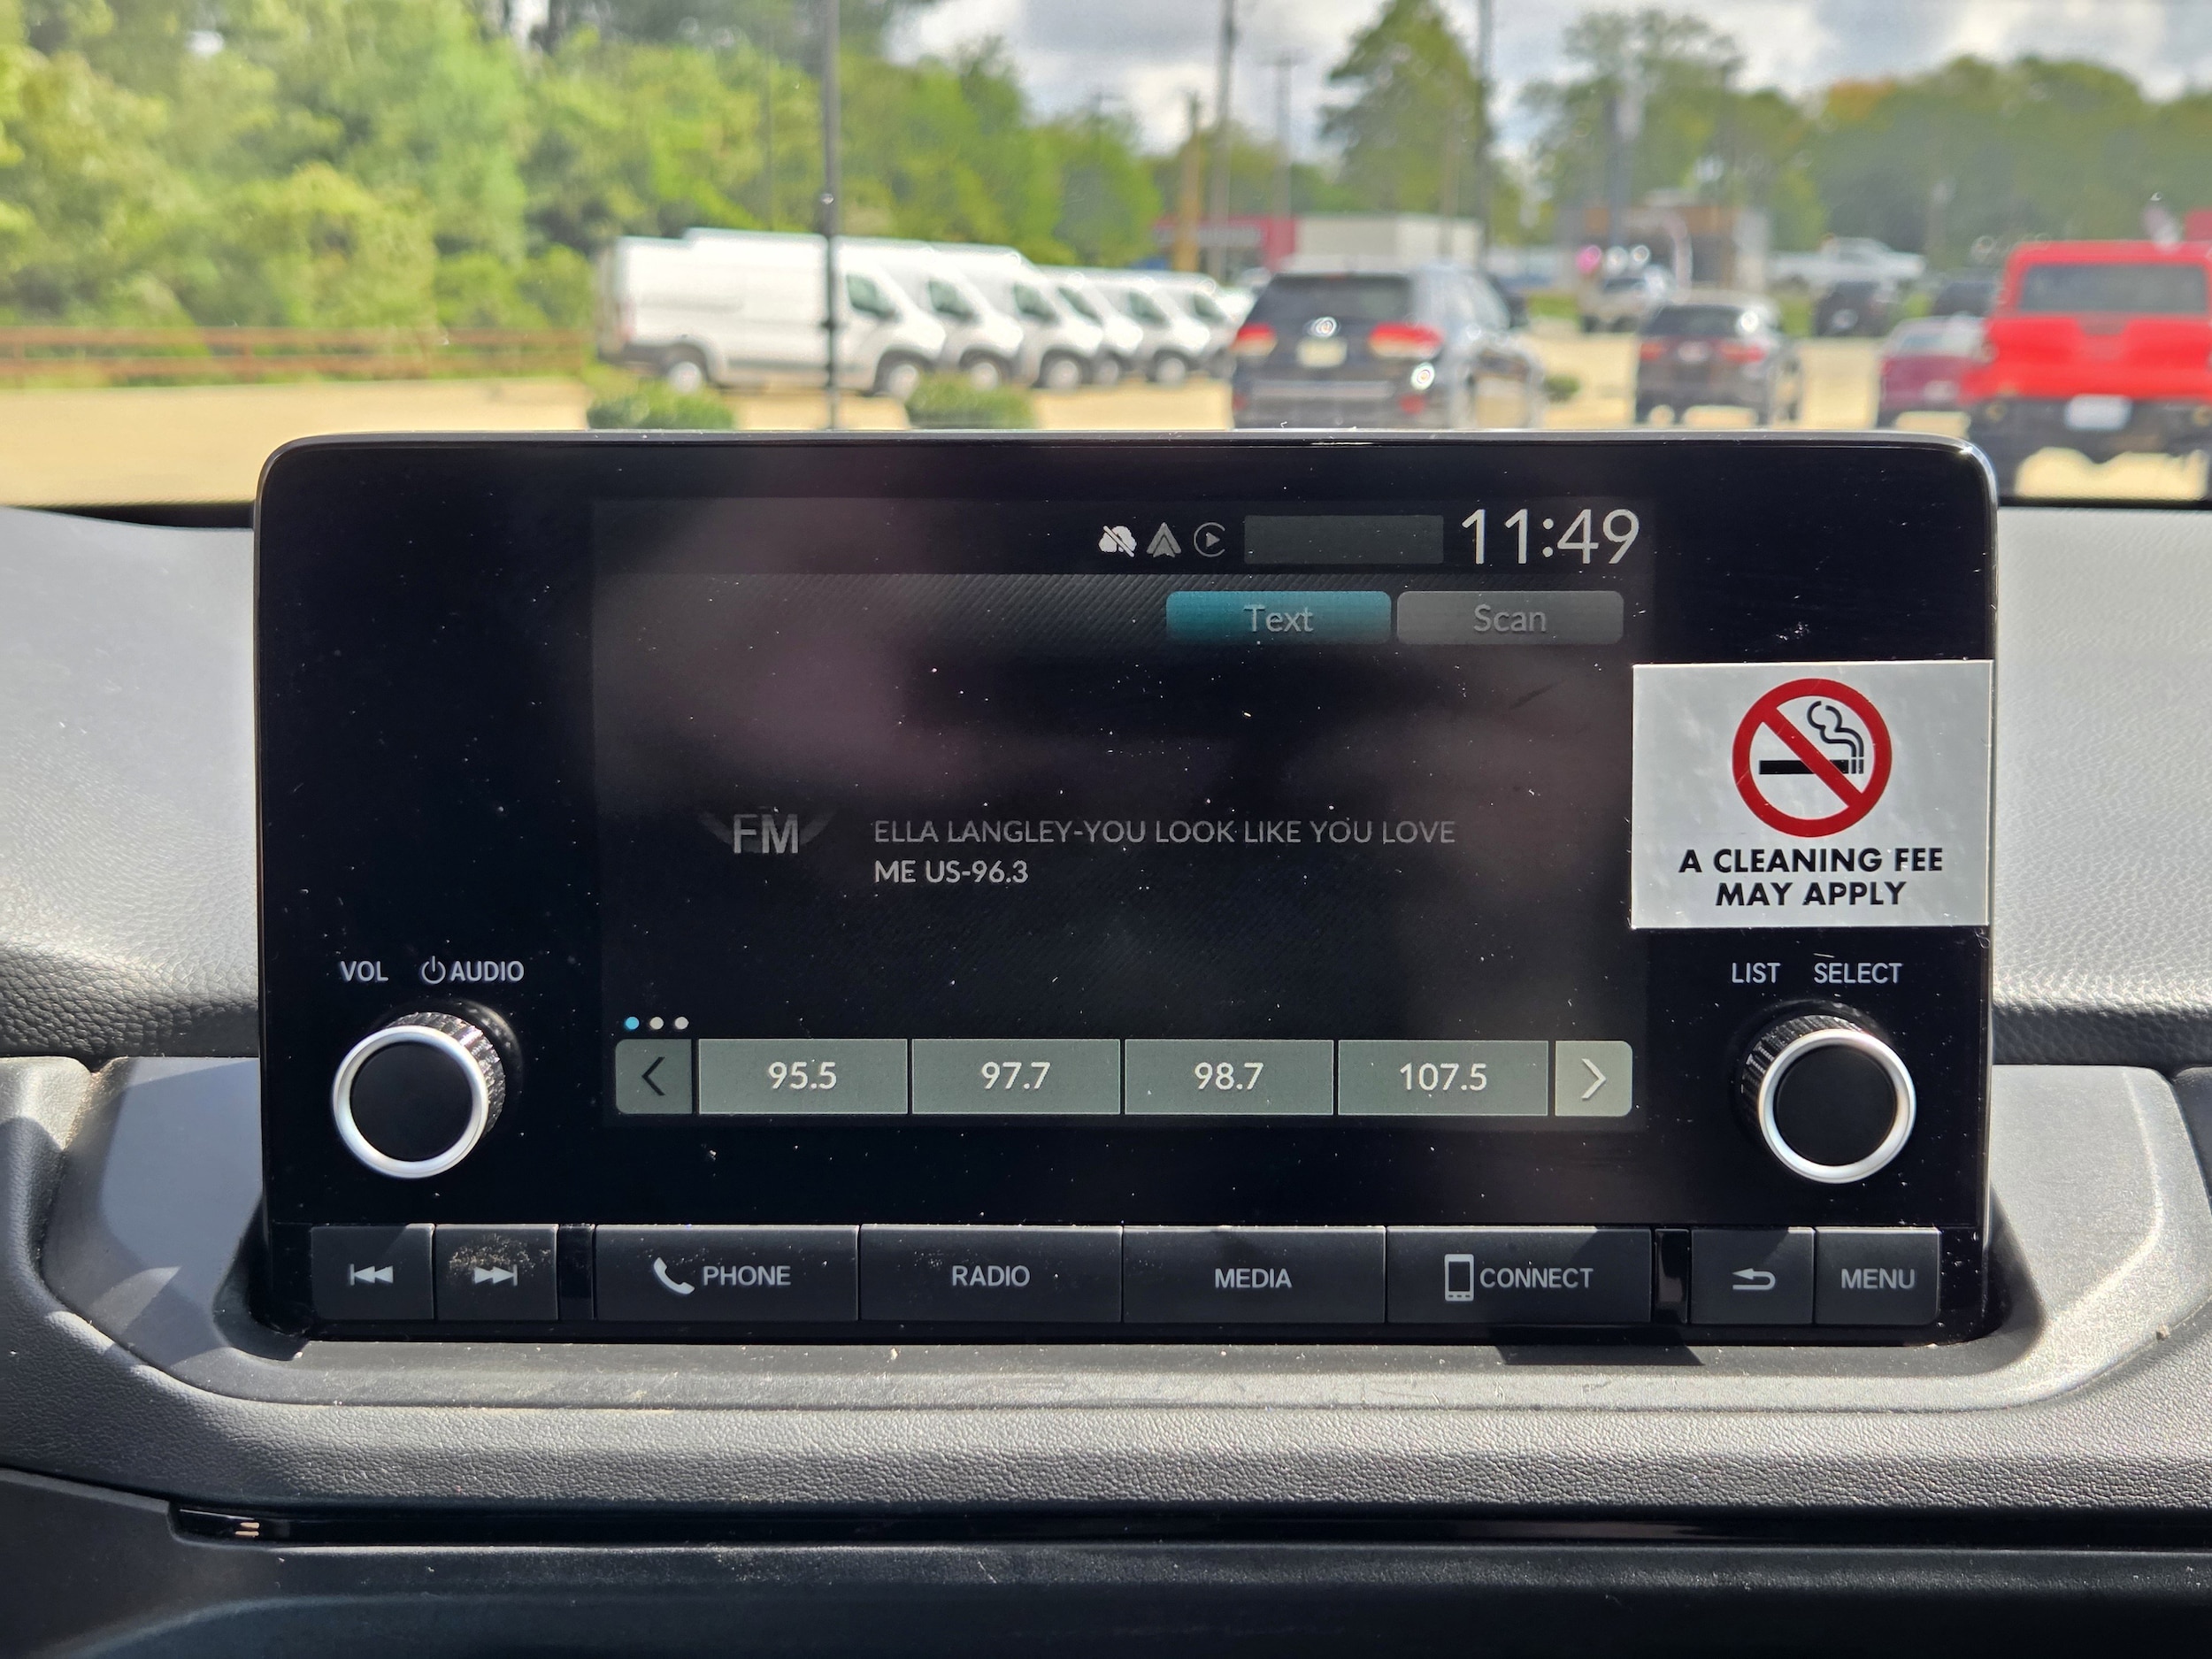 11:49
Text Scan
FM
ELLA LANGLEY-YOU LOOK LIKE YOU LOVE
ME US-96.3
A CLEANING FEE
MAY APPLY
VOL AUDIO
LIST SELECT
95.5 97.7 98.7 107.5
PHONE RADIO MEDIA CONNECT MENU